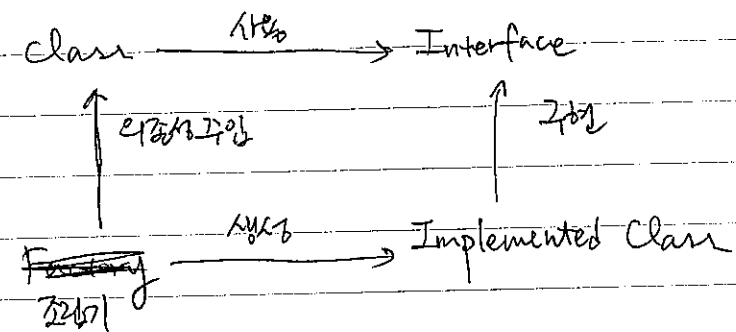 사용
Class Interface
의존성 주입 구현
생성
Factory Implemented Class
조립기